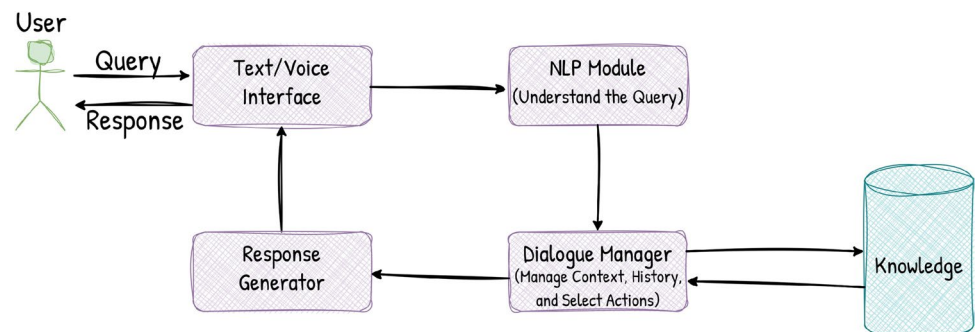 User
Query
Response
Text/Voice
Interface
NLP Module
(Understand the Query)
Response
Generator
Dialogue Manager
(Manage Context, History,
and Select Actions)
Knowledge